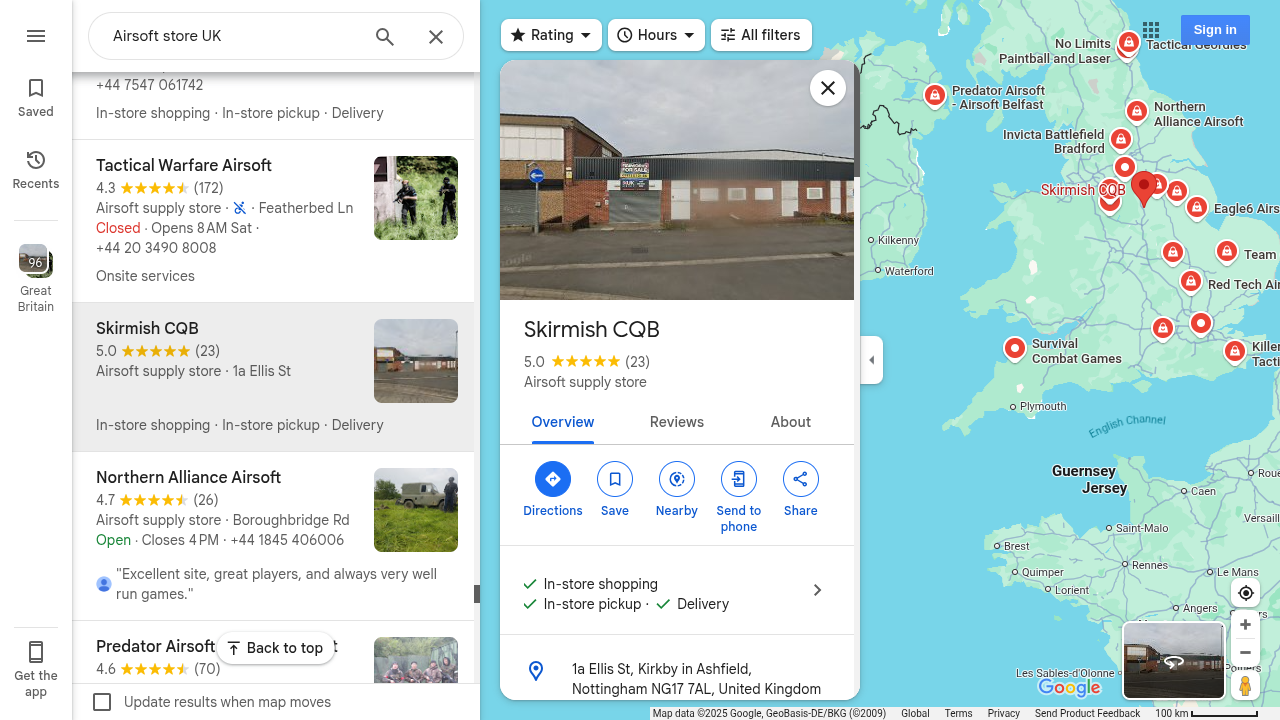 Airsoft store UK
Saved
Recents
96
Great
Britain
Get the
app
+44 7547 061742
In-store shopping · In-store pickup · Delivery
Tactical Warfare Airsoft
4.3 (172)
Airsoft supply store · · Featherbed Ln
Closed · Opens 8 AM Sat ·
+44 20 3490 8008
Onsite services
Skirmish CQB
5.0 (23)
Airsoft supply store · 1a Ellis St
In-store shopping · In-store pickup · Delivery
Northern Alliance Airsoft
4.7 (26)
Airsoft supply store · Boroughbridge Rd
Open · Closes 4 PM · +44 1845 406006
"Excellent site, great players, and always very well
run games."
Predator Airsoft
4.6 (70)
Back to top
Update results when map moves
Rating
Hours
All filters
Sign in
Skirmish CQB
5.0 (23)
Airsoft supply store
Overview
Reviews
About
Directions
Save
Nearby
Send to
phone
Share
In-store shopping
In-store pickup · Delivery
1a Ellis St, Kirkby in Ashfield,
Nottingham NG17 7AL, United Kingdom
No Limits
Paintball and Laser
Tactical Geordies
Predator Airsoft
- Airsoft Belfast
Northern
Alliance Airsoft
Invicta Battlefield
Bradford
Skirmish CQB
Eagle6 Airs
Kilkenny
Waterford
Team
Red Tech Air
Survival
Combat Games
Killer
Tacti
Plymouth
English Channel
Guernsey
Jersey
Caen
Roue
Versaill
Saint-Malo
Brest
Rennes
Quimper
Le Mans
Lorient
Angers
Les Sables-d'Olonne
Poitiers
Google
Map data ©2025 Google, GeoBasis-DE/BKG (©2009)
Global
Terms
Privacy
Send Product Feedback
100 km